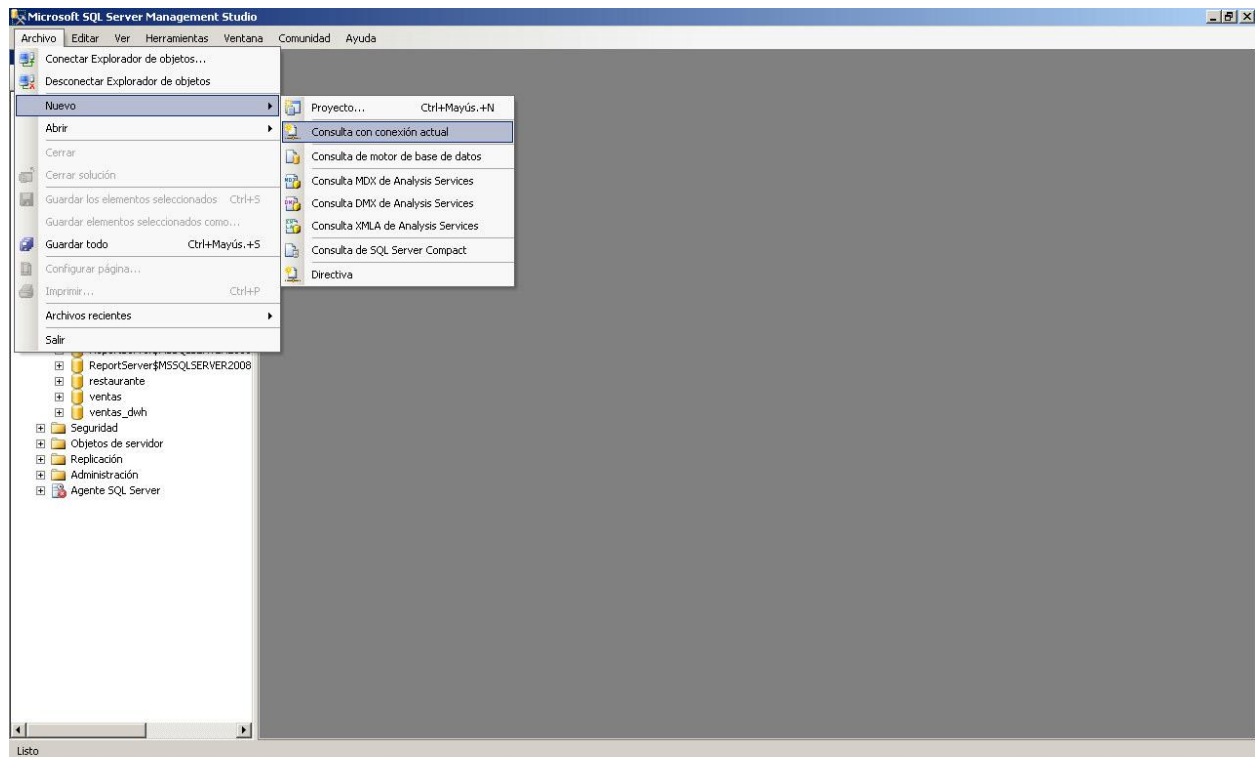 Microsoft SQL Server Management Studio
Archivo Editar Ver Herramientas Ventana Comunidad Ayuda
Conectar Explorador de objetos...
Desconectar Explorador de objetos
Nuevo
Abrir
Cerrar
Cerrar solución
Guardar los elementos seleccionados Ctrl+S
Guardar elementos seleccionados como...
Guardar todo Ctrl+Mayús.+S
Configurar página...
Imprimir... Ctrl+P
Archivos recientes
Salir
Proyecto... Ctrl+Mayús.+N
Consulta con conexión actual
Consulta de motor de base de datos
Consulta MDX de Analysis Services
Consulta DMX de Analysis Services
Consulta XMLA de Analysis Services
Consulta de SQL Server Compact
Directiva
ReportServer$MSSQLSERVER2008
restaurante
ventas
ventas_dwh
Seguridad
Objetos de servidor
Replicación
Administración
Agente SQL Server
Listo